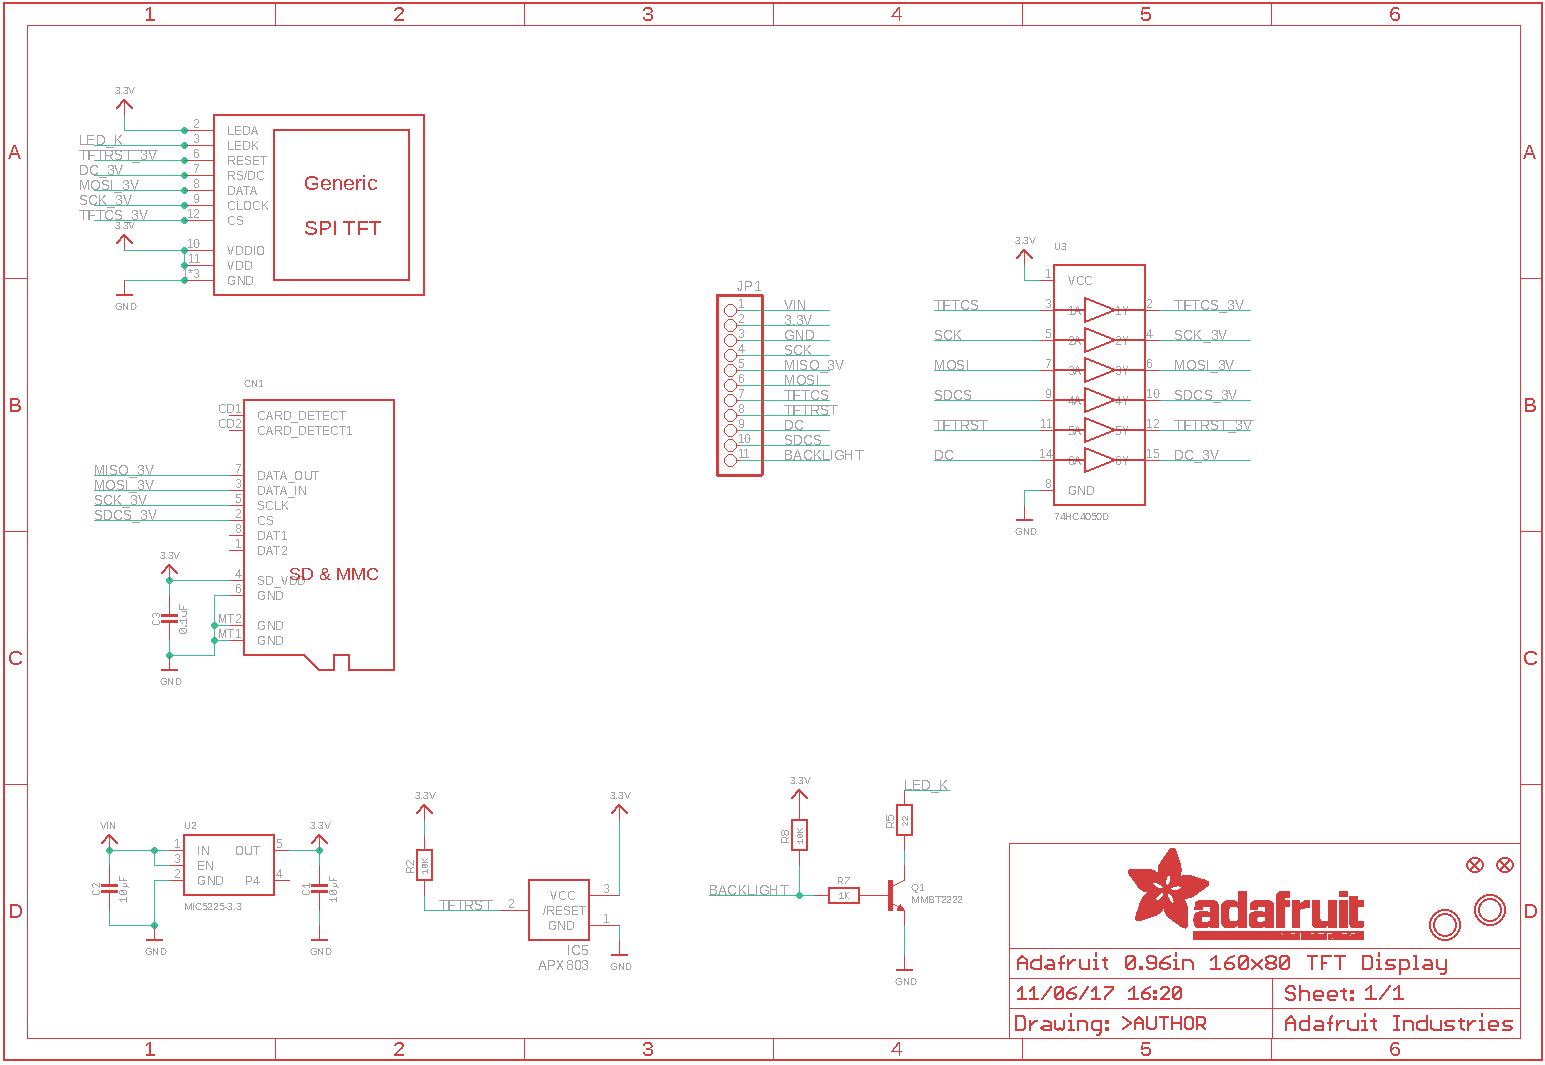 1 2 3 4 5 6
A A
B B
C C
D D
3.3V
2 LEDA
LED_K 3 LEDK
TFTRST_3V 6 RESET
DC_3V 7 RS/DC
MOSI_3V 8 DATA
SCK_3V 9 CLOCK
TFTCS_3V 12 CS
3.3V
10 VDDIO
11 VDD
1*3 GND
GND
Generic
SPI TFT
CN1
CD1 CARD_DETECT
CD2 CARD_DETECT1
MISO_3V 7 DATA_OUT
MOSI_3V 3 DATA_IN
SCK_3V 5 SCLK
SDCS_3V 2 CS
8 DAT1
1 DAT2
3.3V
4 SD_VDD
SD & MMC
6 GND
MT2 GND
MT1 GND
C3
0.1uF
GND
JP1
1 VIN
2 3.3V
3 GND
4 SCK
5 MISO_3V
6 MOSI
7 TFTCS
8 TFTRST
9 DC
10 SDCS
11 BACKLIGHT
3.3V
U3
1 VCC
TFTCS 3 1A 1Y 2 TFTCS_3V
SCK 5 2A 2Y 4 SCK_3V
MOSI 7 3A 3Y 6 MOSI_3V
SDCS 9 4A 4Y 10 SDCS_3V
TFTRST 11 5A 5Y 12 TFTRST_3V
DC 14 6A 6Y 15 DC_3V
8 GND
74HC4050D
GND
VIN U2 3.3V
1 IN OUT 5
3 EN
2 GND P4 4
C2
10µF
C1
10µF
MIC5225-3.3
GND GND
3.3V 3.3V
R2
10K
TFTRST 2
VCC 3
/RESET
GND 1
IC5
APX803
GND
3.3V
R8
10K
BACKLIGHT
R7
1K
LED_K
R5
22
Q1
MMBT2222
GND
adafruit
Adafruit 0.96in 160x80 TFT Display
11/06/17 16:20 Sheet: 1/1
Drawing: >AUTHOR Adafruit Industries
1 2 3 4 5 6